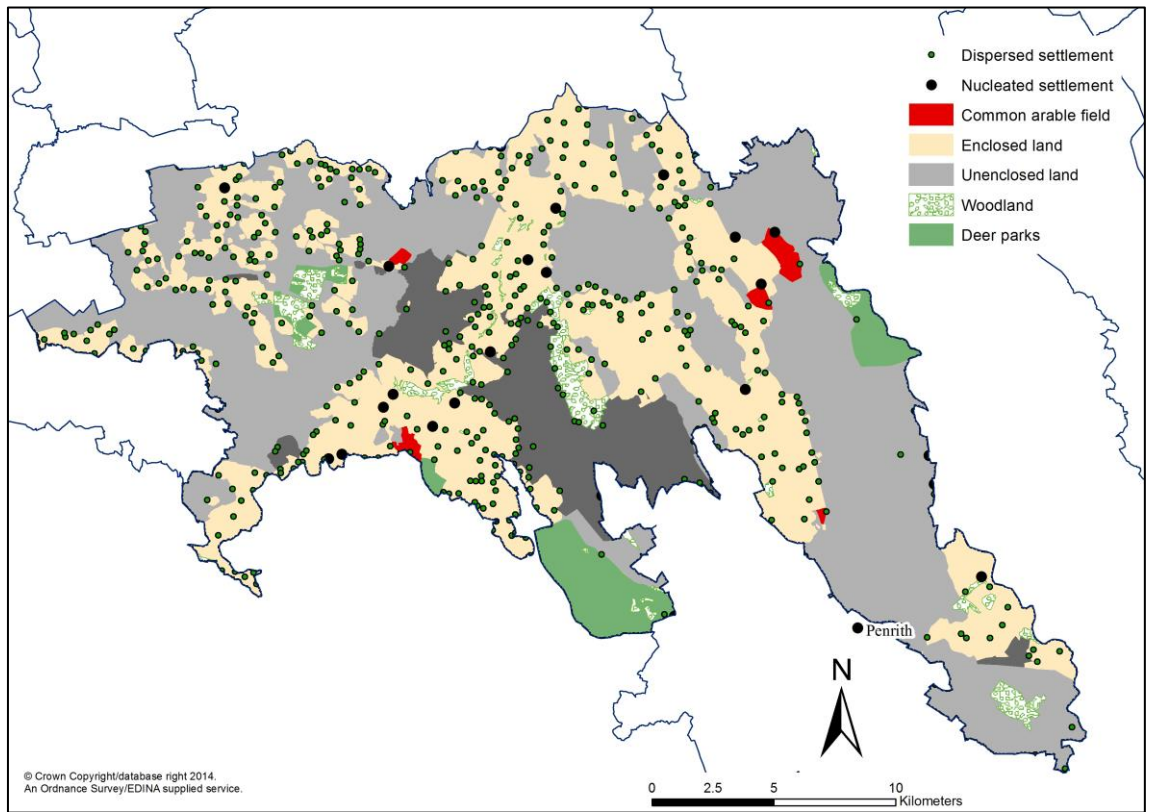 Dispersed settlement
Nucleated settlement
Common arable field
Enclosed land
Unenclosed land
Woodland
Deer parks
Penrith
N
© Crown Copyright/database right 2014.
An Ordnance Survey/EDINA supplied service.
0 2.5 5 10
Kilometers